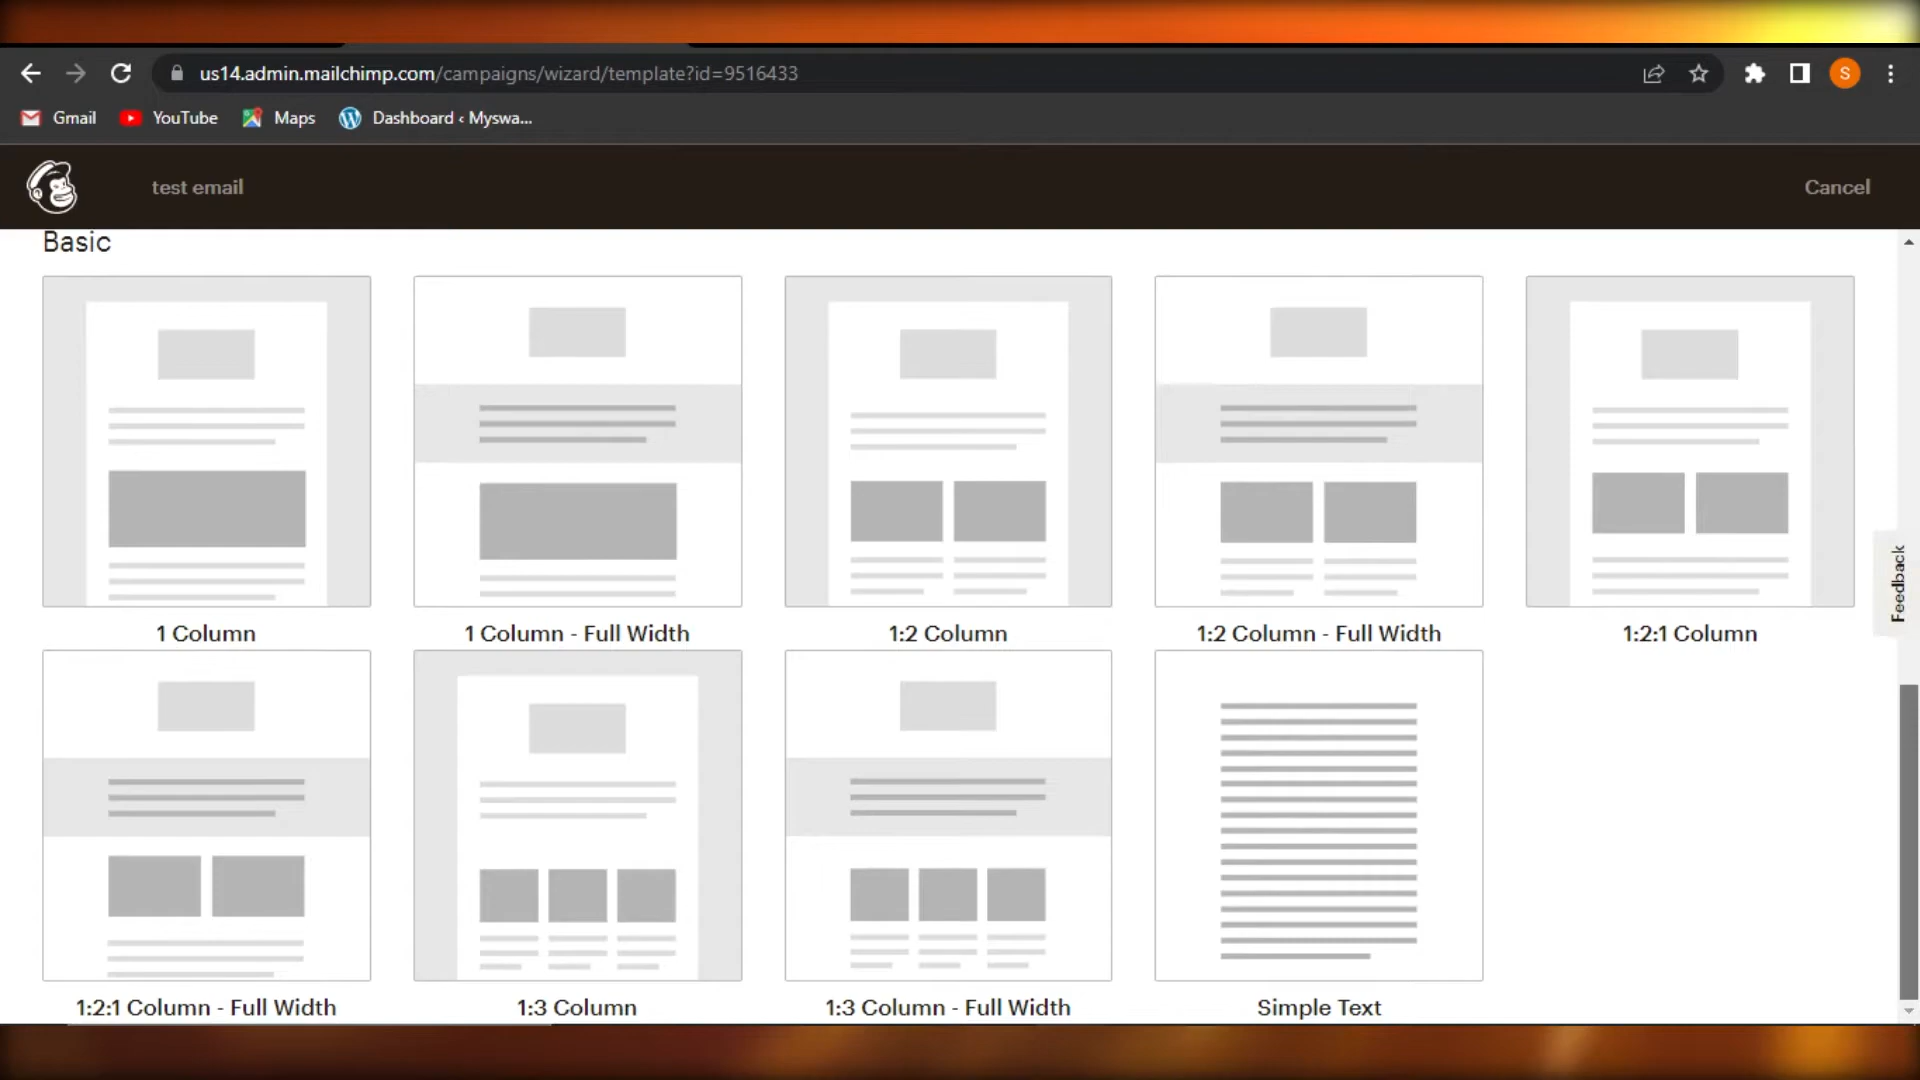 us14.admin.mailchimp.com/campaigns/wizard/template?id=9516433
S
Gmail
YouTube
Maps
Dashboard ‹ Myswa...
test email
Cancel
Basic
1 Column
1 Column - Full Width
1:2 Column
1:2 Column - Full Width
1:2:1 Column
Feedback
1:2:1 Column - Full Width
1:3 Column
1:3 Column - Full Width
Simple Text